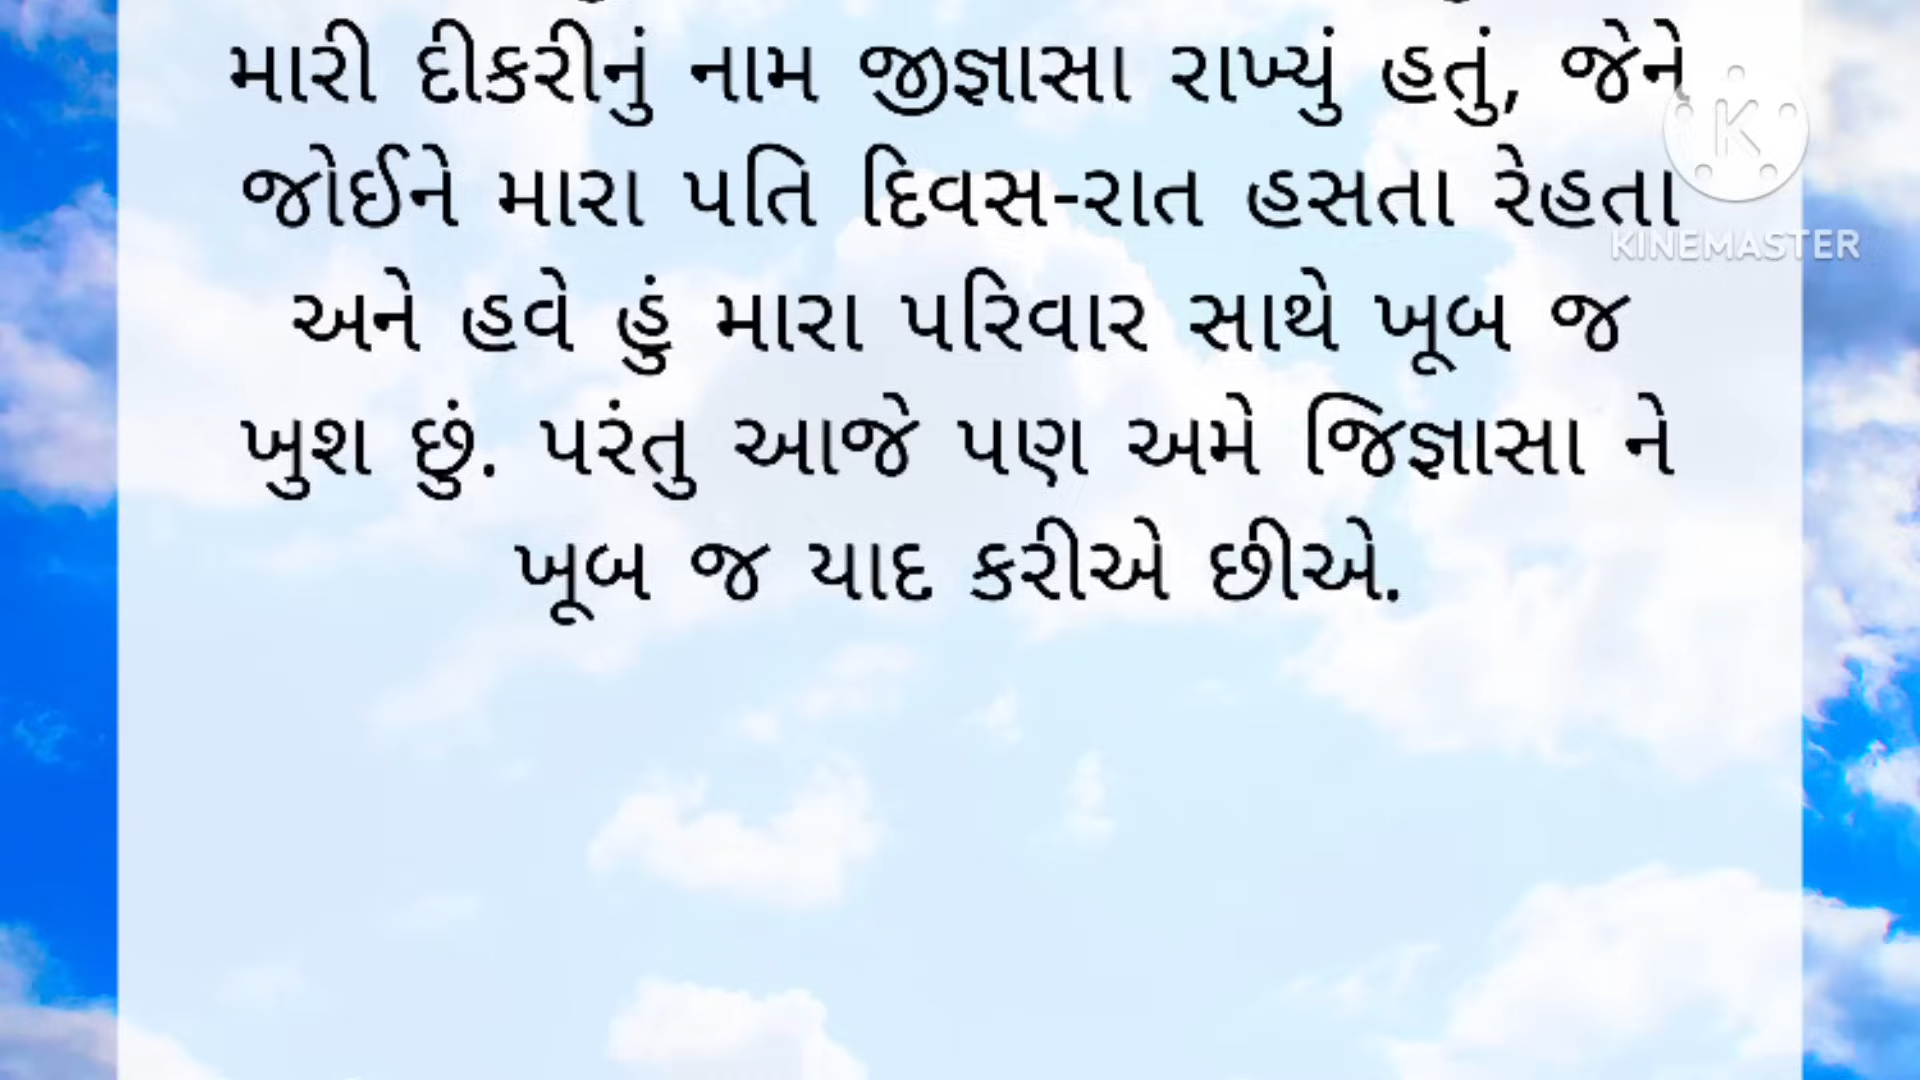 મારી દીકરીનું નામ જીજ્ઞાસા રાખ્યું હતું, જેને
જોઈને મારા પતિ દિવસ-રાત હસતા રેહતા
અને હવે હું મારા પરિવાર સાથે ખૂબ જ
ખુશ છું. પરંતુ આજે પણ અમે જિજ્ઞાસા ને
ખૂબ જ યાદ કરીએ છીએ.
K
KINEMASTER